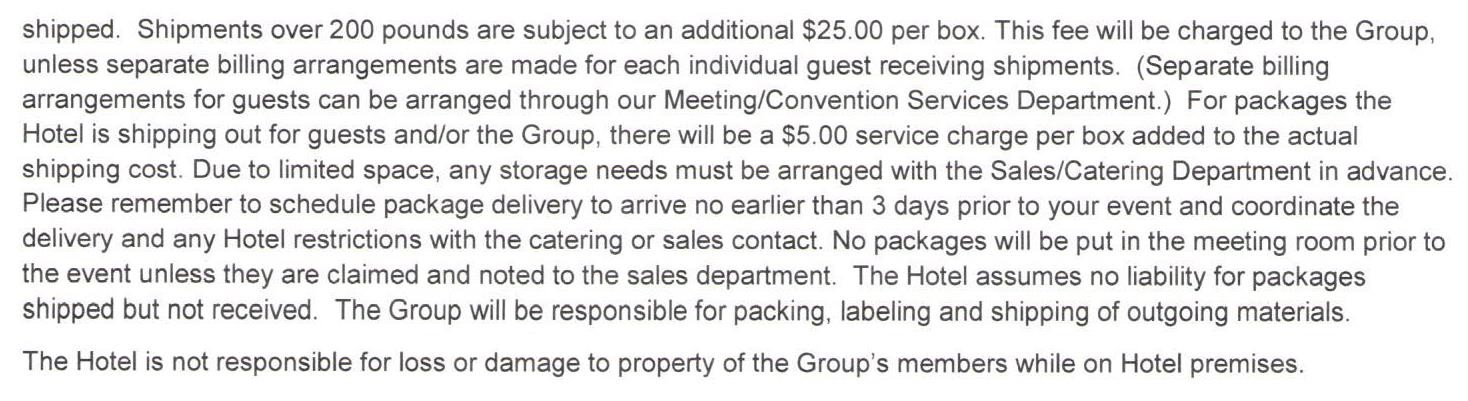 shipped.  Shipments over 200 pounds are subject to an additional $25.00 per box. This fee will be charged to the Group,
unless separate billing arrangements are made for each individual guest receiving shipments.  (Separate billing
arrangements for guests can be arranged through our Meeting/Convention Services Department.)  For packages the
Hotel is shipping out for guests and/or the Group, there will be a $5.00 service charge per box added to the actual
shipping cost. Due to limited space, any storage needs must be arranged with the Sales/Catering Department in advance.
Please remember to schedule package delivery to arrive no earlier than 3 days prior to your event and coordinate the
delivery and any Hotel restrictions with the catering or sales contact. No packages will be put in the meeting room prior to
the event unless they are claimed and noted to the sales department.  The Hotel assumes no liability for packages
shipped but not received.  The Group will be responsible for packing, labeling and shipping of outgoing materials.
The Hotel is not responsible for loss or damage to property of the Group's members while on Hotel premises.